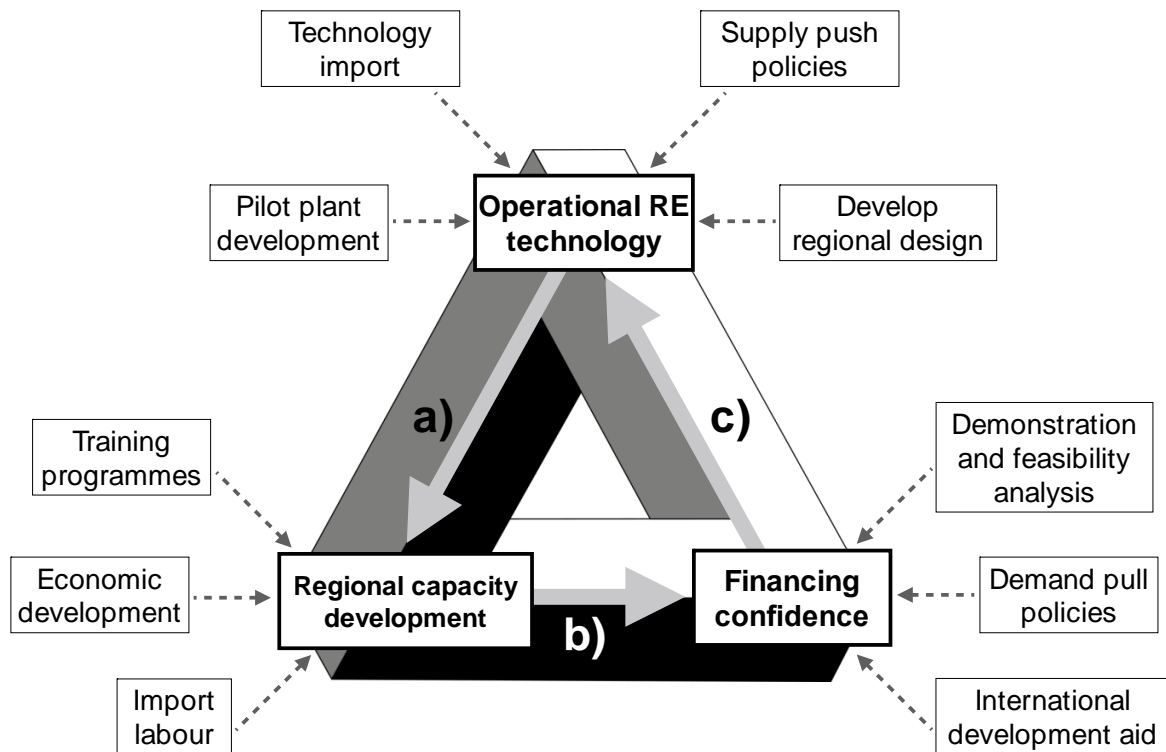 Technology
import
Supply push
policies
Pilot plant
development
Operational RE
technology
Develop
regional design
a)
c)
Training
programmes
Demonstration
and feasibility
analysis
Economic
development
Regional capacity
development
Financing
confidence
Demand pull
policies
b)
Import
labour
International
development aid